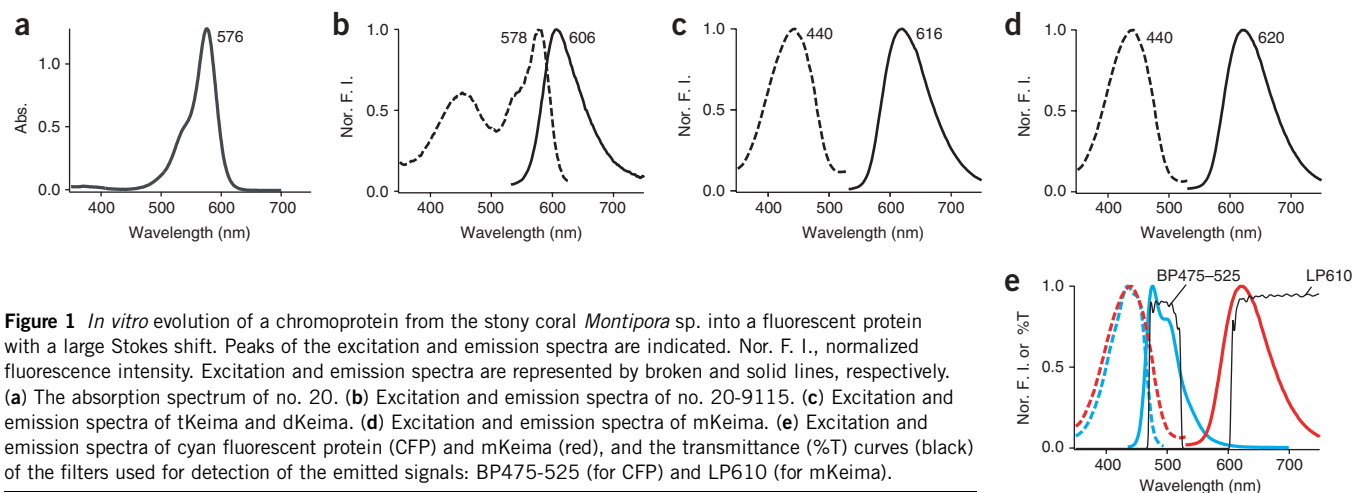 a
576
1.0
0.5
0.0
Abs.
400 500 600 700
Wavelength (nm)
b
578 606
1.0
0.5
0.0
Nor. F. I.
400 500 600 700
Wavelength (nm)
c
440 616
1.0
0.5
0.0
Nor. F. I.
400 500 600 700
Wavelength (nm)
d
440 620
1.0
0.5
0.0
Nor. F. I.
400 500 600 700
Wavelength (nm)
e
BP475–525 LP610
1.0
0.5
0.0
Nor. F. I. or %T
400 500 600 700
Wavelength (nm)
Figure 1 In vitro evolution of a chromoprotein from the stony coral Montipora sp. into a fluorescent protein
with a large Stokes shift. Peaks of the excitation and emission spectra are indicated. Nor. F. I., normalized
fluorescence intensity. Excitation and emission spectra are represented by broken and solid lines, respectively.
(a) The absorption spectrum of no. 20. (b) Excitation and emission spectra of no. 20-9115. (c) Excitation and
emission spectra of tKeima and dKeima. (d) Excitation and emission spectra of mKeima. (e) Excitation and
emission spectra of cyan fluorescent protein (CFP) and mKeima (red), and the transmittance (%T) curves (black)
of the filters used for detection of the emitted signals: BP475-525 (for CFP) and LP610 (for mKeima).